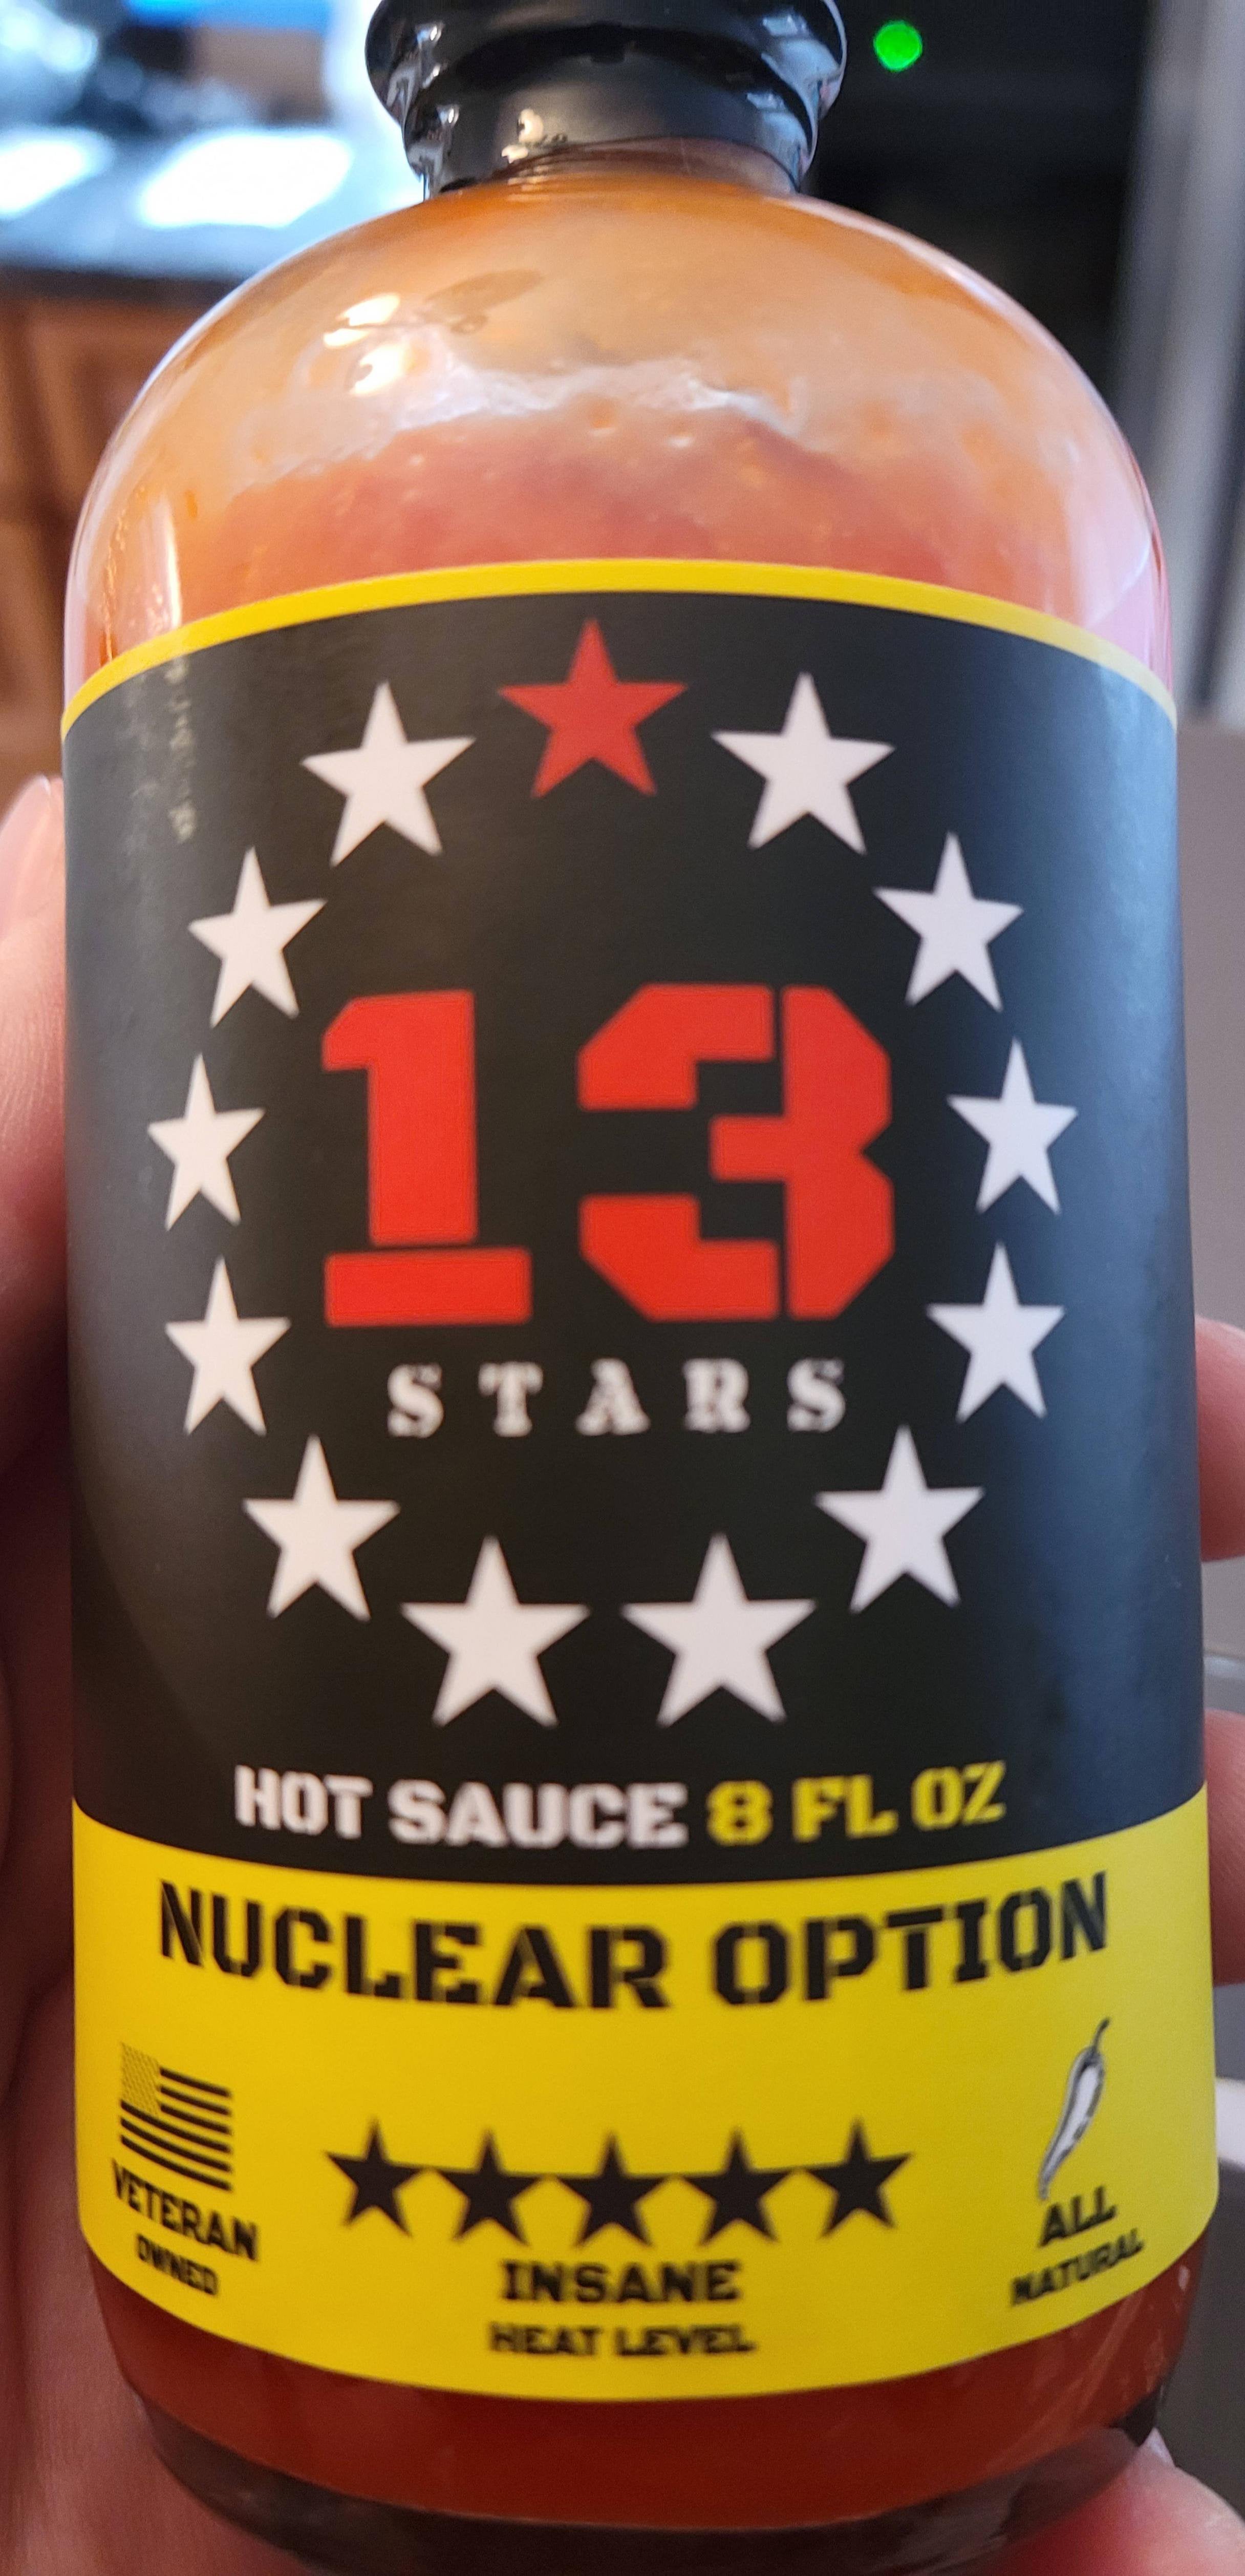 13
STARS
HOT SAUCE 8 FL OZ
NUCLEAR OPTION
VETERAN
OWNED
INSANE
HEAT LEVEL
ALL
NATURAL